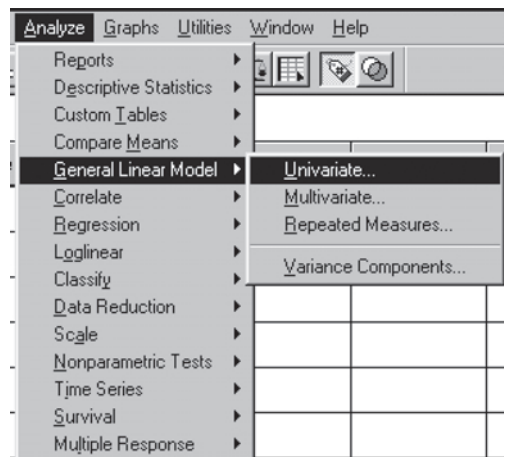 Analyze Graphs Utilities Window Help
Reports
Descriptive Statistics
Custom Tables
Compare Means
General Linear Model
Correlate
Regression
Loglinear
Classify
Data Reduction
Scale
Nonparametric Tests
Time Series
Survival
Multiple Response
Univariate...
Multivariate...
Repeated Measures...
Variance Components...